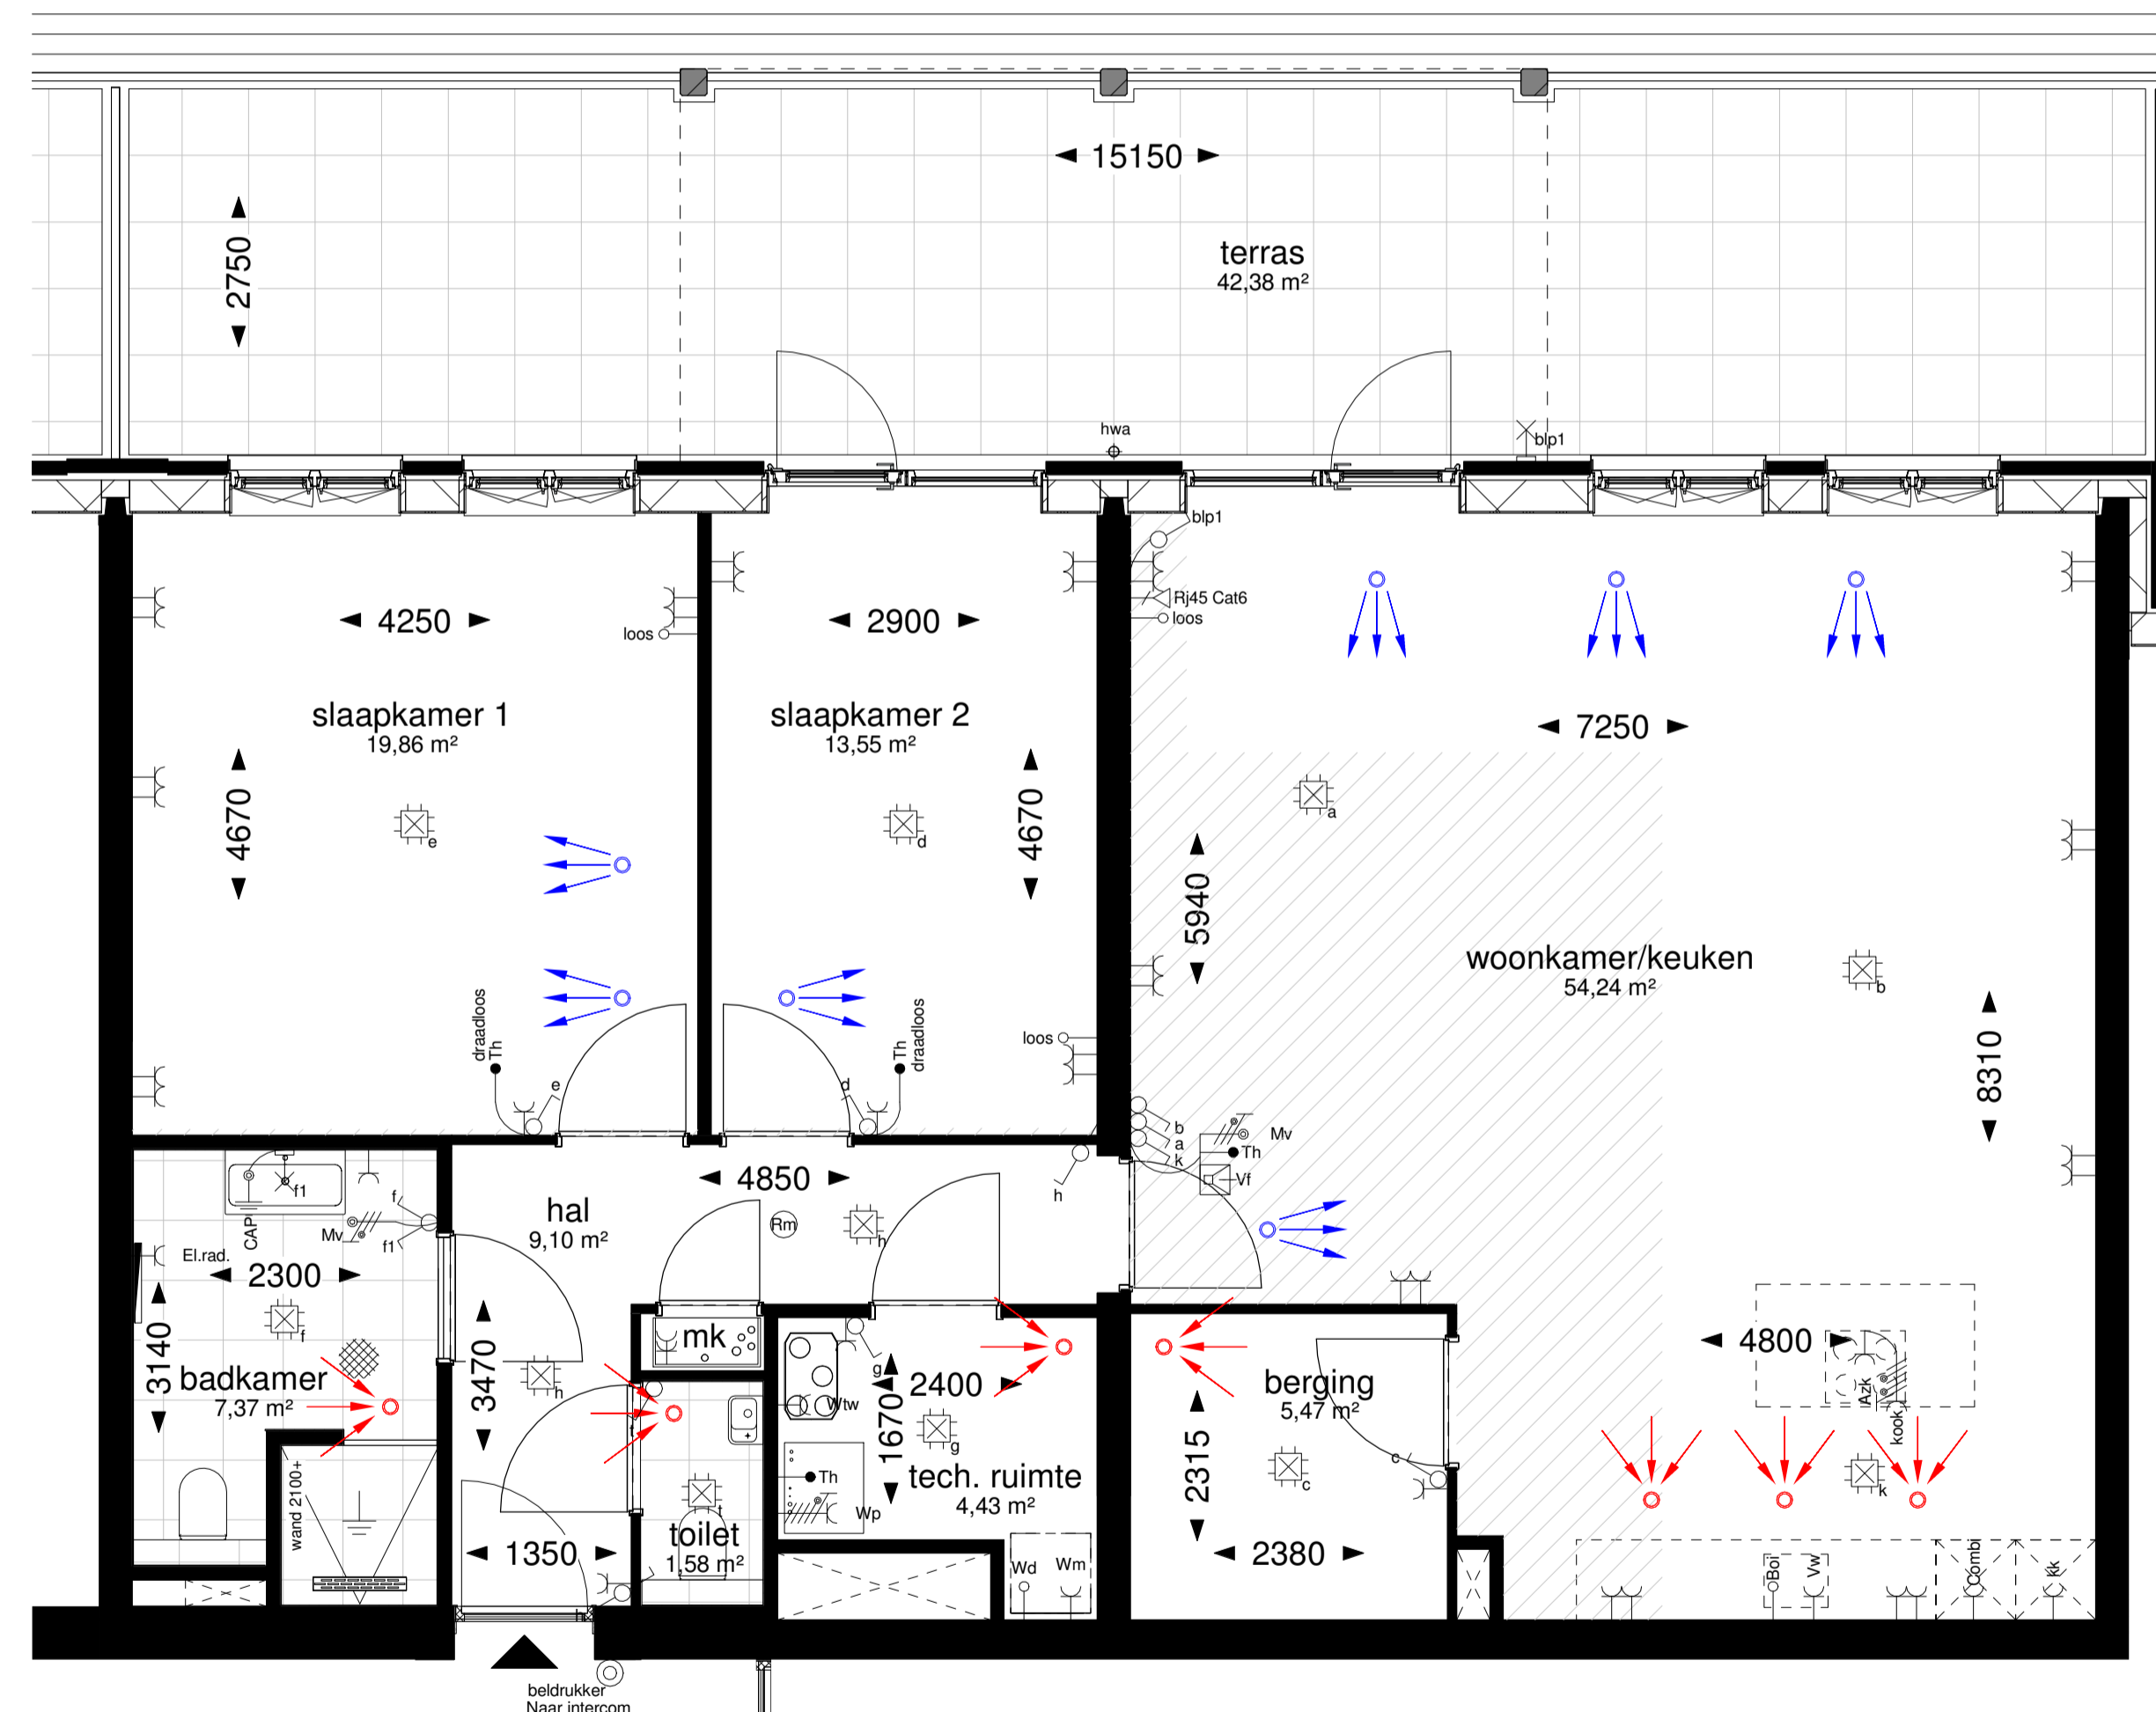 15150
2750
terras
42,38 m²
hwa
blp1
blp1
Rj45 Cat6
loos
4250
loos
2900
slaapkamer 1
19,86 m²
slaapkamer 2
13,55 m²
7250
4670
e
d
4670
a
5940
woonkamer/keuken
54,24 m²
b
8310
draadloos
Th
e
d
Th
draadloos
loos
b
a
k
Mv
Th
Vf
h
4850
hal
9,10 m²
Rm
h
f1
CAP
f
Mv
f1
El.rad.
2300
f
3140
badkamer
7,37 m²
wand 2100+
3470
h
mk
g
2400
1670
Wtw
g
Th
Wp
tech. ruimte
4,43 m²
Wd
Wm
t
toilet
1,58 m²
1350
h
berging
5,47 m²
2315
c
c
2380
4800
Azk
kook
k
Boi
Vw
Combi
kk
beldrukker
Naar intercom